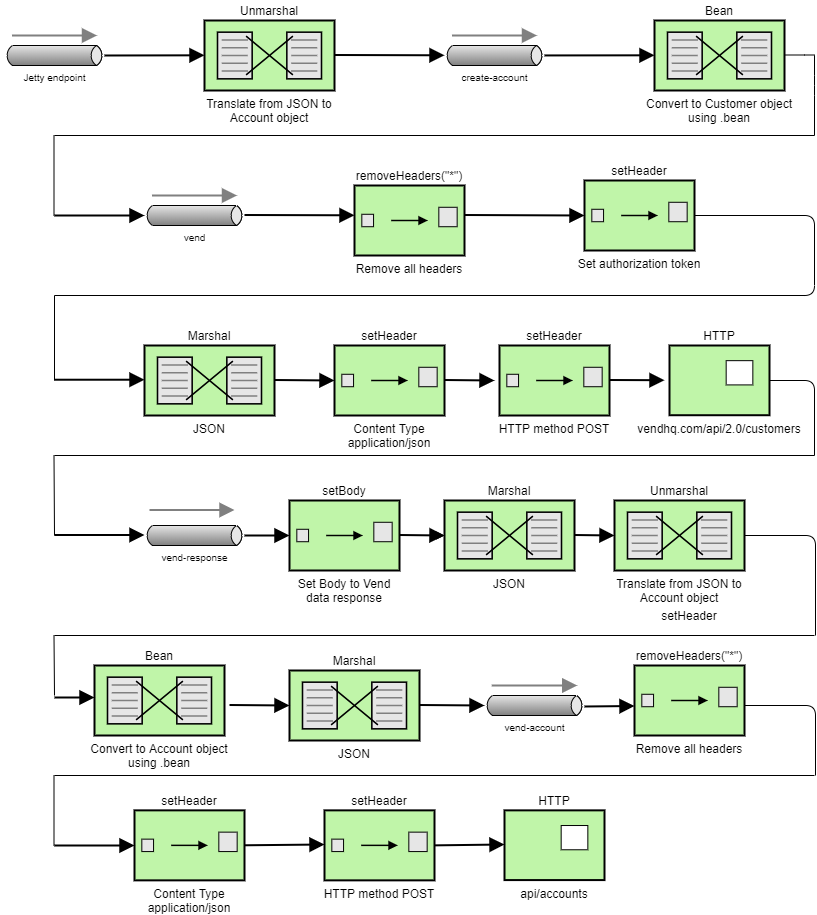 Unmarshal
Bean
Jetty endpoint
create-account
Translate from JSON to
Account object
Convert to Customer object
using .bean
removeHeaders("*")
setHeader
vend
Remove all headers
Set authorization token
Marshal
setHeader
setHeader
HTTP
JSON
Content Type
application/json
HTTP method POST
vendhq.com/api/2.0/customers
setBody
Marshal
Unmarshal
vend-response
Set Body to Vend
data response
JSON
Translate from JSON to
Account object
setHeader
Bean
Marshal
removeHeaders("*")
vend-account
Convert to Account object
using .bean
JSON
Remove all headers
setHeader
setHeader
HTTP
Content Type
application/json
HTTP method POST
api/accounts